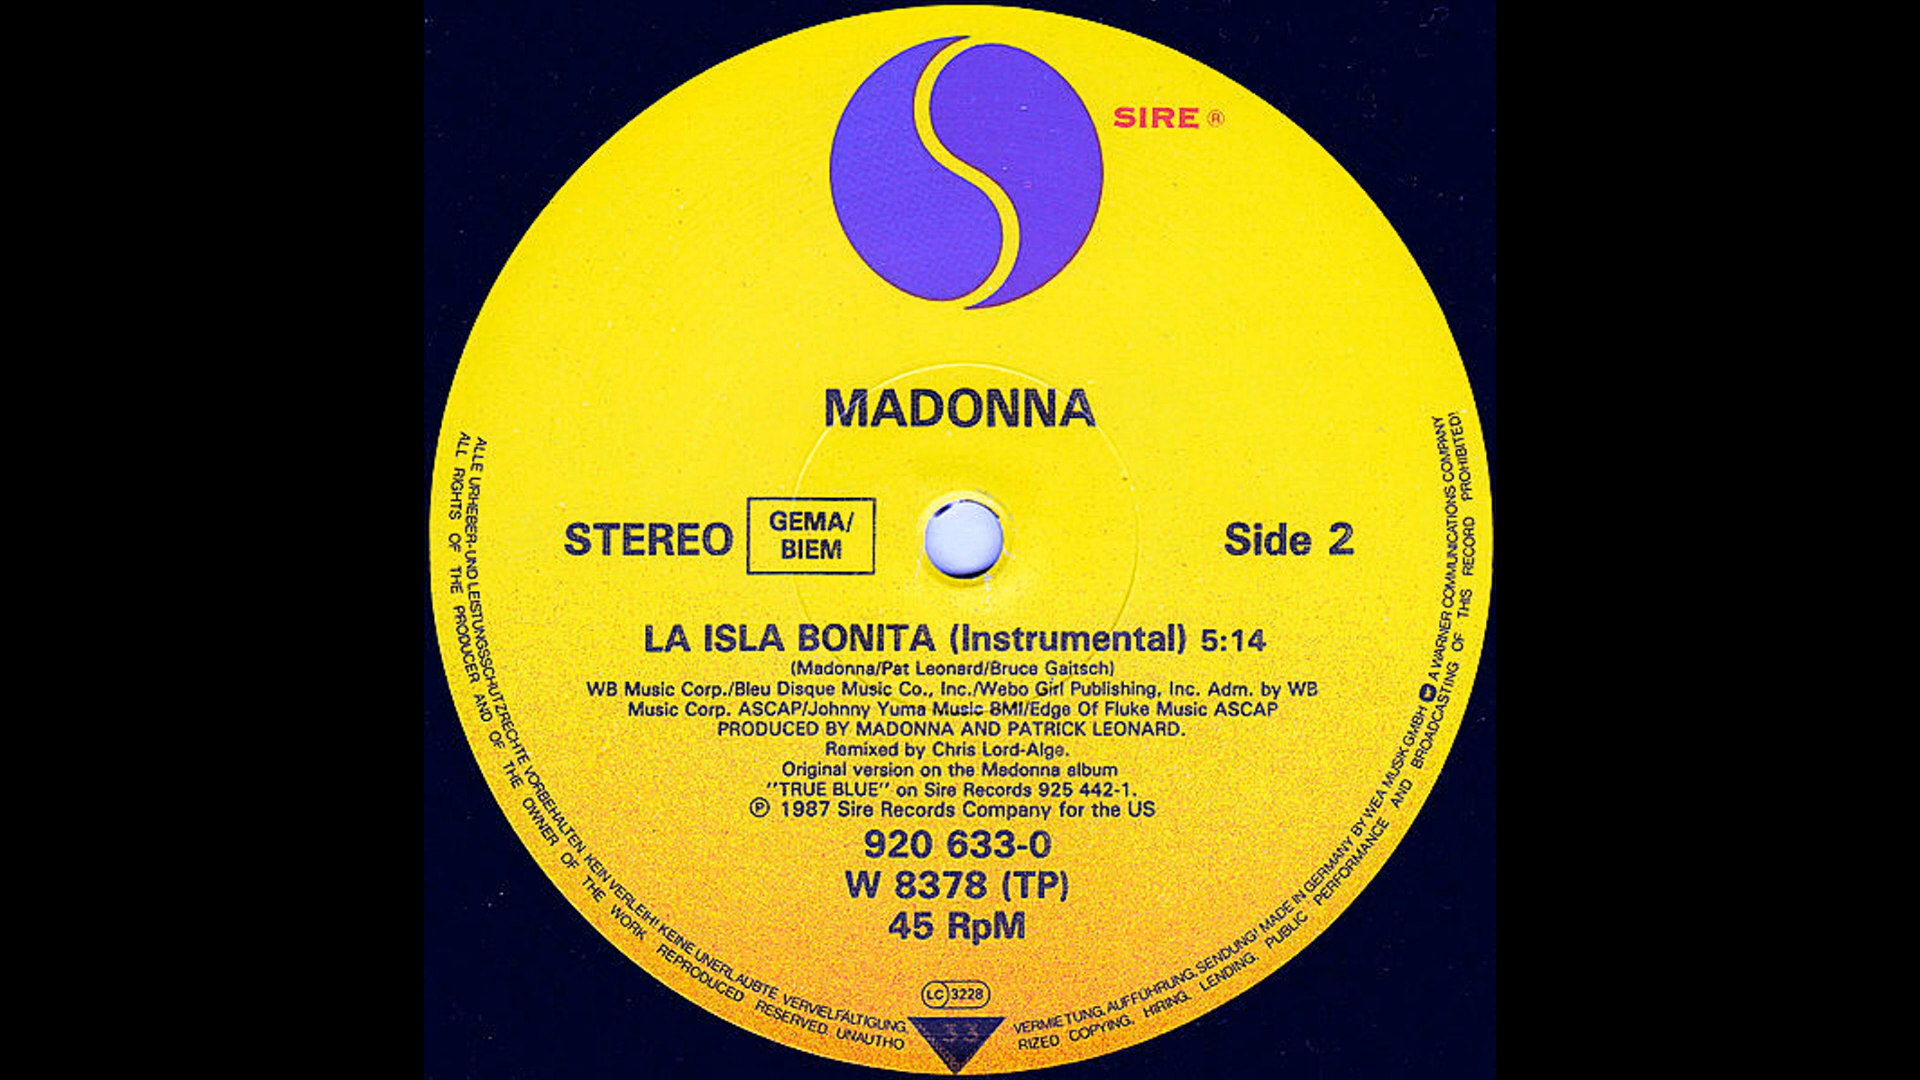 SIRE ®
MADONNA
STEREO
GEMA/
BIEM
Side 2
LA ISLA BONITA (Instrumental) 5:14
(Madonna/Pat Leonard/Bruce Gaitsch)
WB Music Corp./Bleu Disque Music Co., Inc./Webo Girl Publishing, Inc. Adm. by WB
Music Corp. ASCAP/Johnny Yuma Music BMI/Edge Of Fluke Music ASCAP
PRODUCED BY MADONNA AND PATRICK LEONARD.
Remixed by Chris Lord-Alge.
Original version on the Madonna album
"TRUE BLUE" on Sire Records 925 442-1.
℗ 1987 Sire Records Company for the US
920 633-0
W 8378 (TP)
45 RpM
LC 3228
33
ALLE URHEBER-UND LEISTUNGSSCHUTZRECHTE VORBEHALTEN. KEIN VERLEIH! KEINE UNERLAUBTE VERVIELFÄLTIGUNG, VERMIETUNG, AUFFÜHRUNG, SENDUNG! MADE IN GERMANY BY WEA MUSIK GMBH A WARNER COMMUNICATIONS COMPANY
ALL RIGHTS OF THE PRODUCER AND OF THE OWNER OF THE WORK REPRODUCED RESERVED. UNAUTHORIZED COPYING, HIRING, LENDING, PUBLIC PERFORMANCE AND BROADCASTING OF THIS RECORD PROHIBITED!